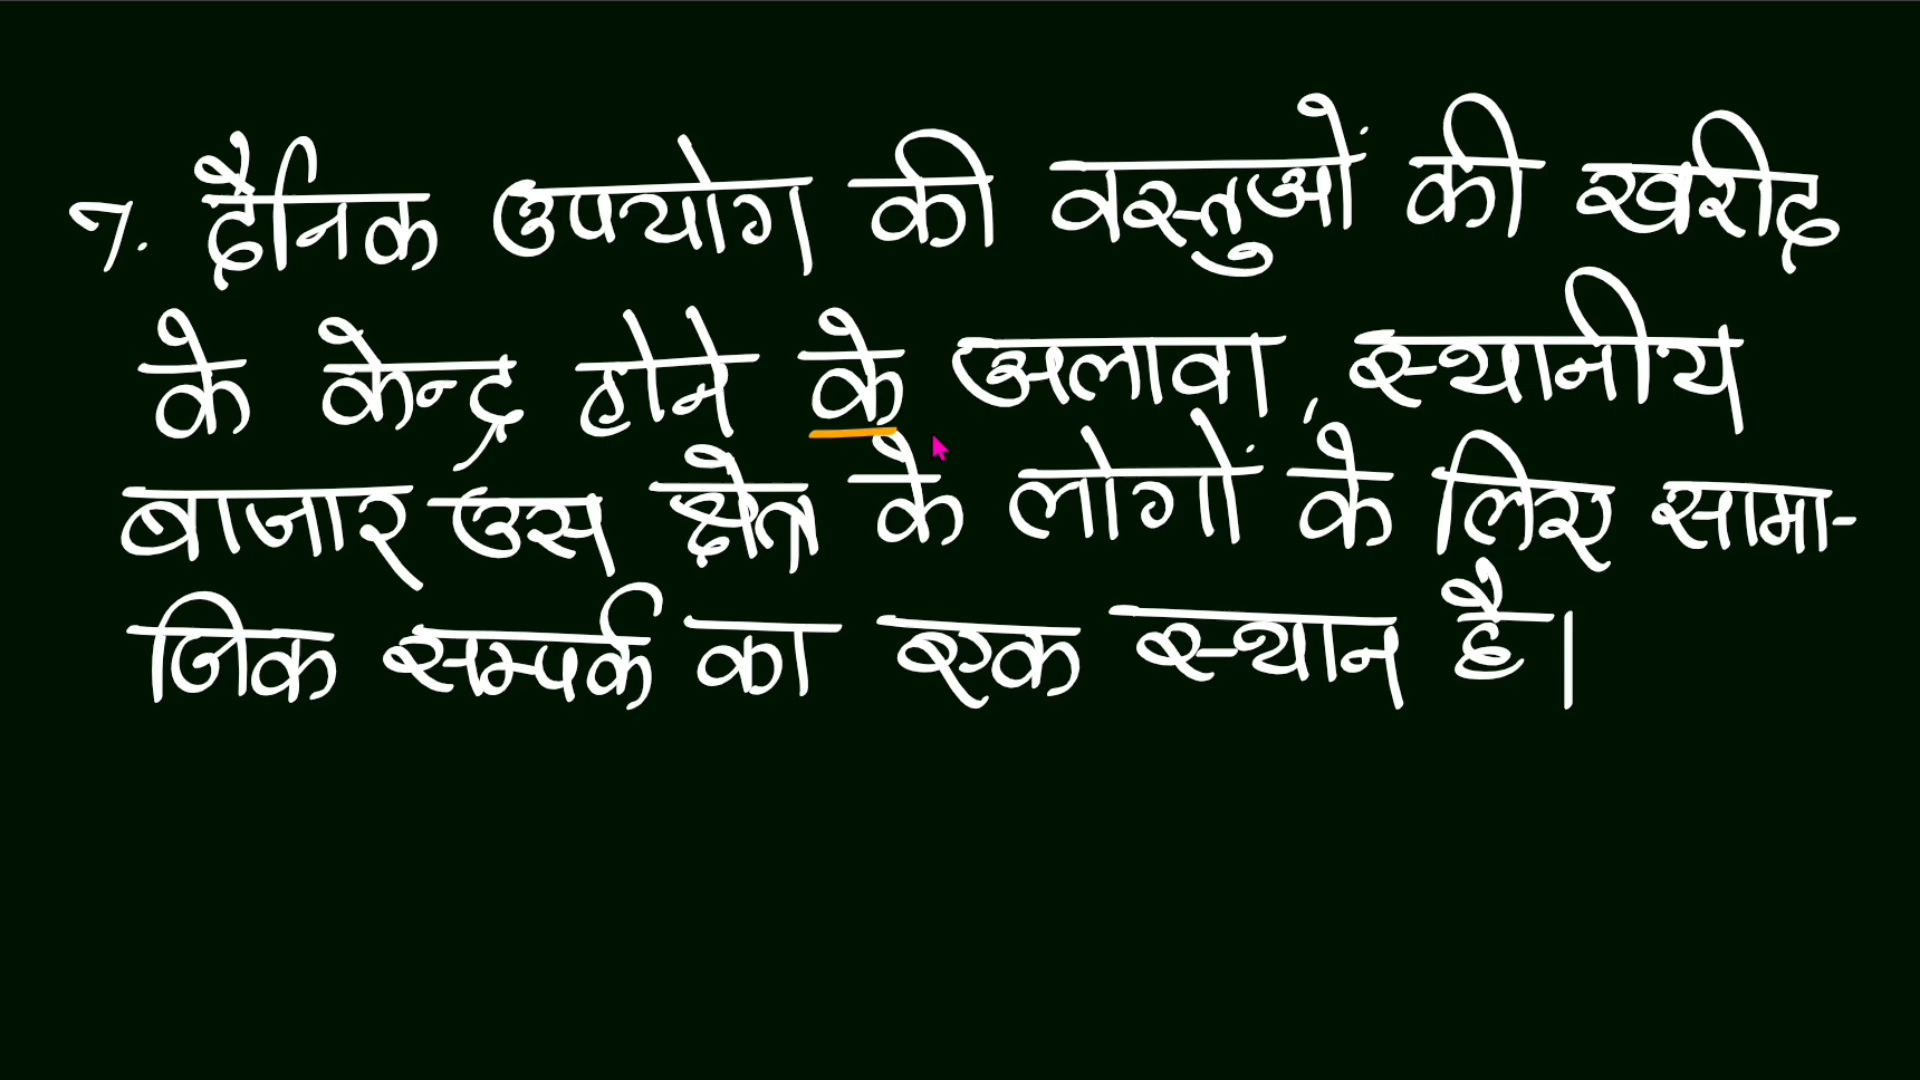 7. दैनिक उपयोग की वस्तुओं की खरीद
के केन्द्र होने के अलावा, स्थानीय
बाजार उस क्षेत्र के लोगों के लिए सामा-
जिक सम्पर्क का एक स्थान है।